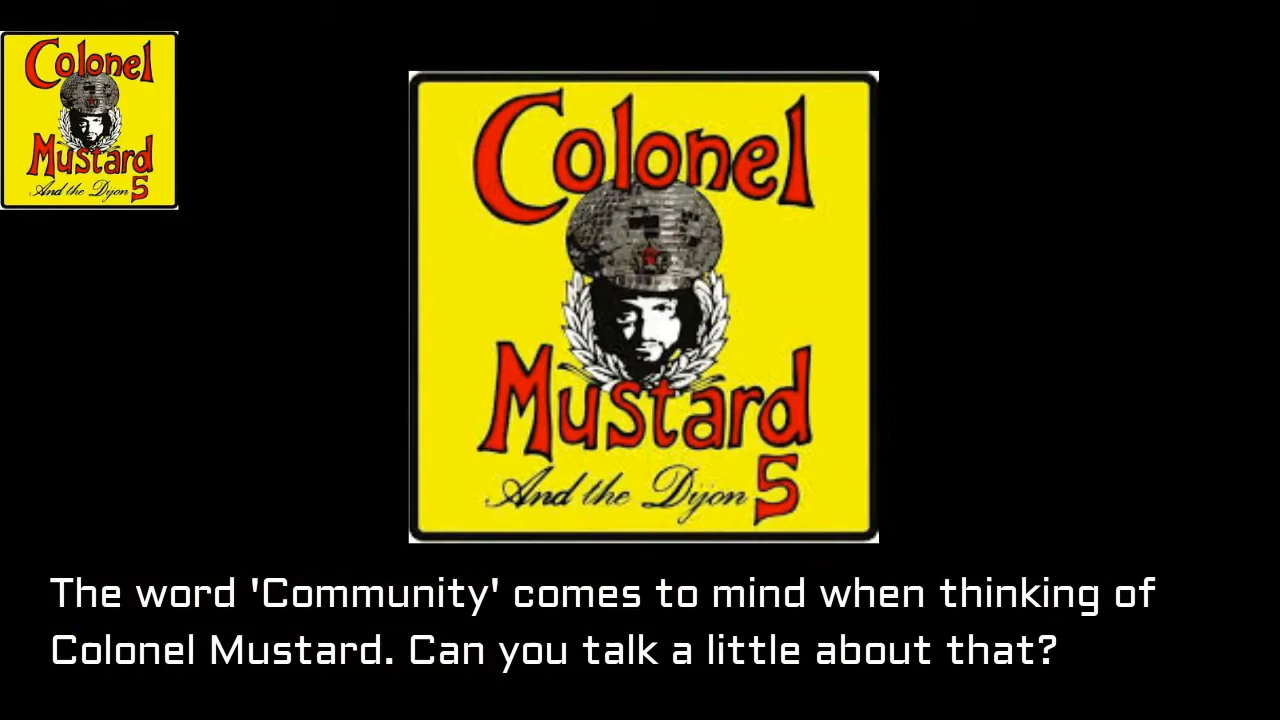 Colonel
Mustard
And the Dijon 5
Colonel
Mustard
And the Dijon 5
The word 'Community' comes to mind when thinking of
Colonel Mustard. Can you talk a little about that?